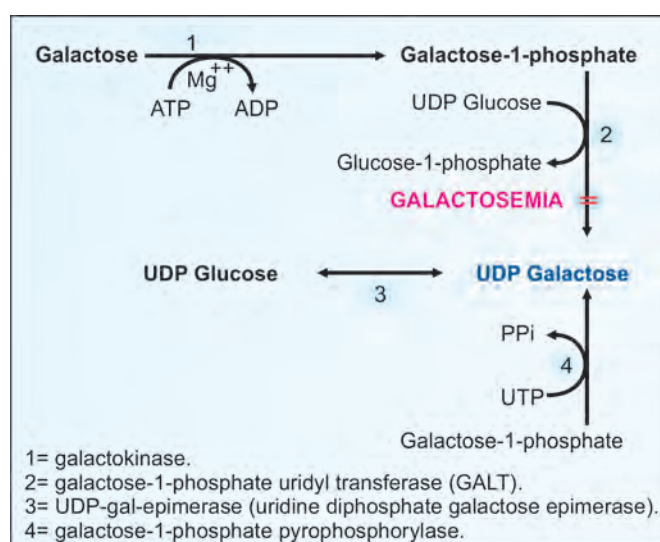 1
Galactose
Galactose-1-phosphate
Mg++
ATP
ADP
UDP Glucose
2
Glucose-1-phosphate
GALACTOSEMIA
UDP Glucose
UDP Galactose
3
PPi
4
UTP
Galactose-1-phosphate
1= galactokinase.
2= galactose-1-phosphate uridyl transferase (GALT).
3= UDP-gal-epimerase (uridine diphosphate galactose epimerase).
4= galactose-1-phosphate pyrophosphorylase.